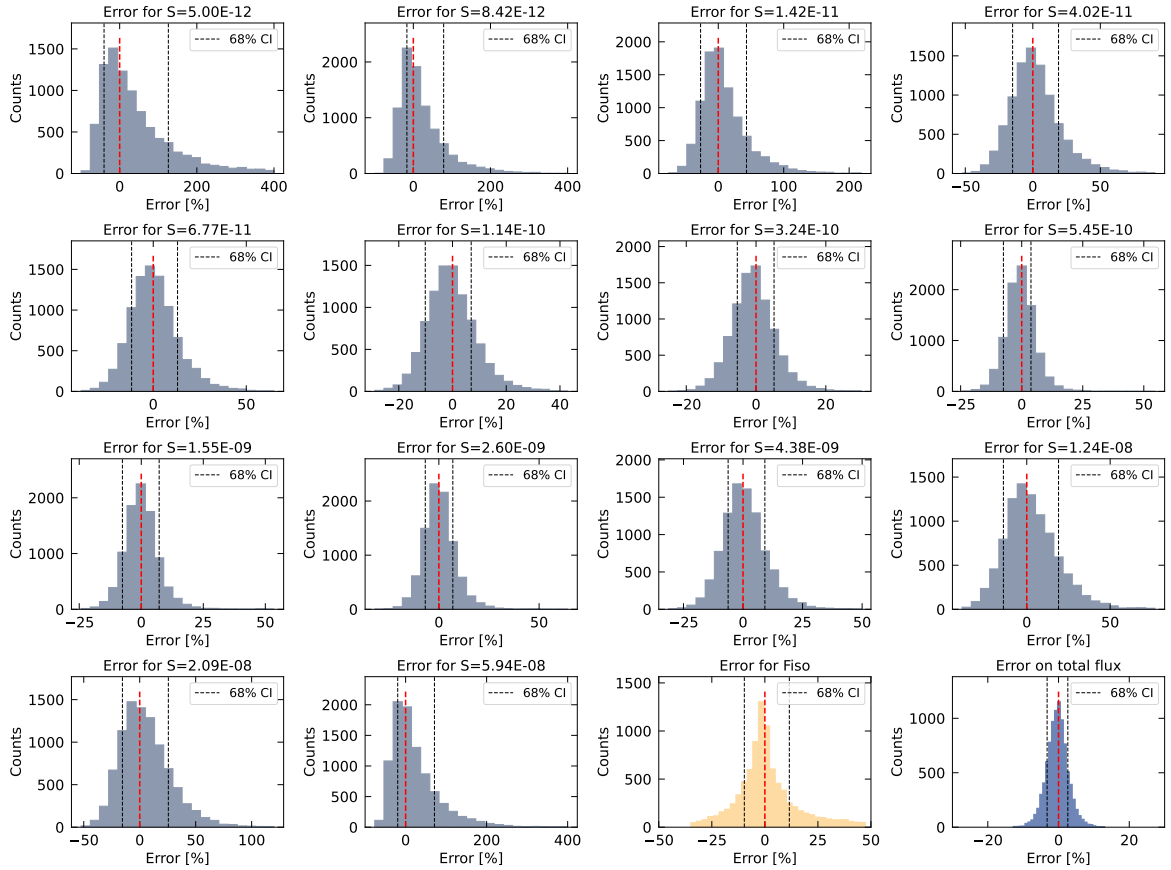 Error for S=5.00E-12
Error for S=8.42E-12
Error for S=1.42E-11
Error for S=4.02E-11
68% CI
68% CI
68% CI
68% CI
Counts
1500
1000
500
0
Counts
2000
1000
0
Counts
2000
1500
1000
500
0
Counts
1500
1000
500
0
0 200 400
0 200 400
0 100 200
−50 0 50
Error [%]
Error [%]
Error [%]
Error [%]
Error for S=6.77E-11
Error for S=1.14E-10
Error for S=3.24E-10
Error for S=5.45E-10
68% CI
68% CI
68% CI
68% CI
Counts
1500
1000
500
0
Counts
1500
1000
500
0
Counts
2000
1500
1000
500
0
Counts
2000
1000
0
0 50
−20 0 20 40
−20 0 20
−25 0 25 50
Error [%]
Error [%]
Error [%]
Error [%]
Error for S=1.55E-09
Error for S=2.60E-09
Error for S=4.38E-09
Error for S=1.24E-08
68% CI
68% CI
68% CI
68% CI
Counts
2000
1000
0
Counts
2000
1000
0
Counts
2000
1500
1000
500
0
Counts
1500
1000
500
0
−25 0 25 50
0 50
−25 0 25 50
0 50
Error [%]
Error [%]
Error [%]
Error [%]
Error for S=2.09E-08
Error for S=5.94E-08
Error for Fiso
Error on total flux
68% CI
68% CI
68% CI
68% CI
Counts
1500
1000
500
0
Counts
2000
1500
1000
500
0
Counts
1500
1000
500
0
Counts
1000
500
0
−50 0 50 100
0 200 400
−50 −25 0 25 50
−20 0 20
Error [%]
Error [%]
Error [%]
Error [%]